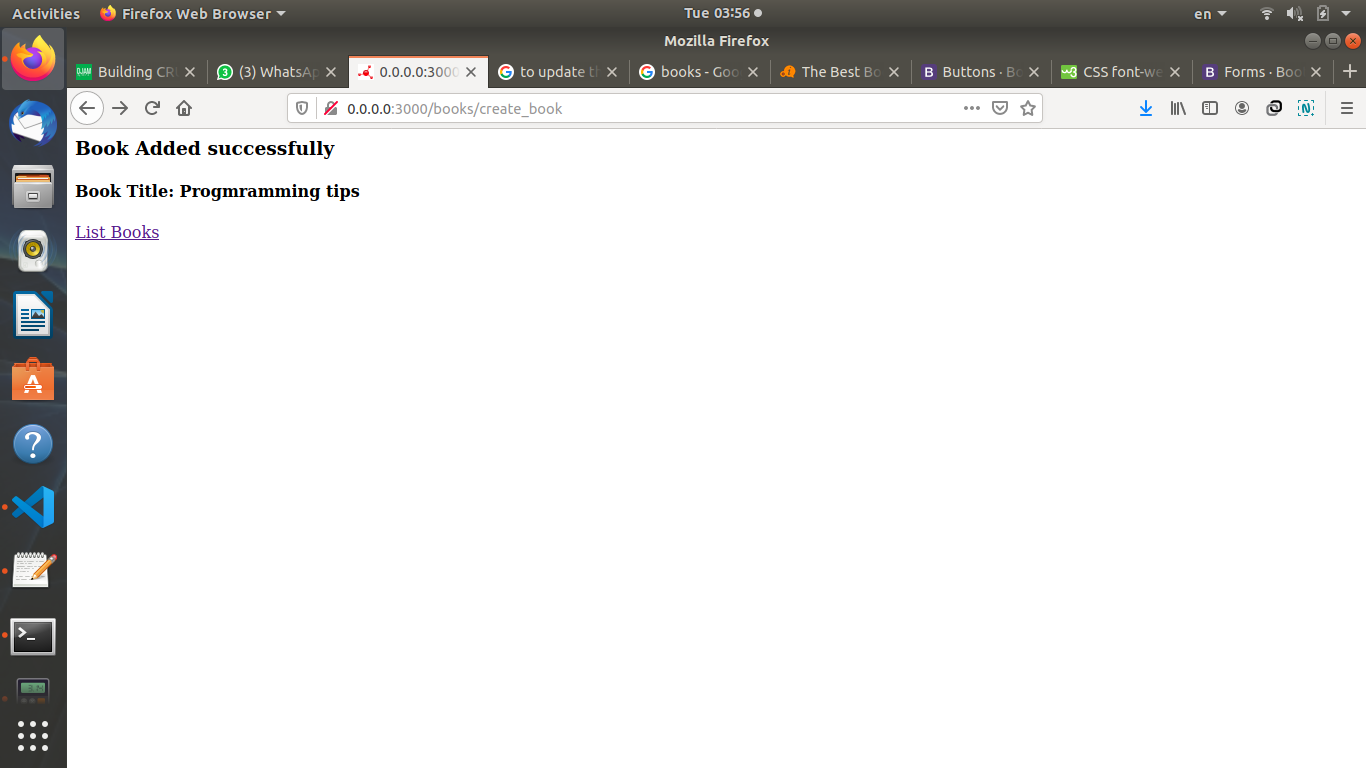 Activities Firefox Web Browser Tue 03:56 en
Mozilla Firefox
Building CR (3) WhatsAp 0.0.0.0:3000 to update th books - Goo The Best Bo Buttons · Bo CSS font-we Forms · Boo
0.0.0.0:3000/books/create_book
Book Added successfully
Book Title: Progmramming tips
List Books